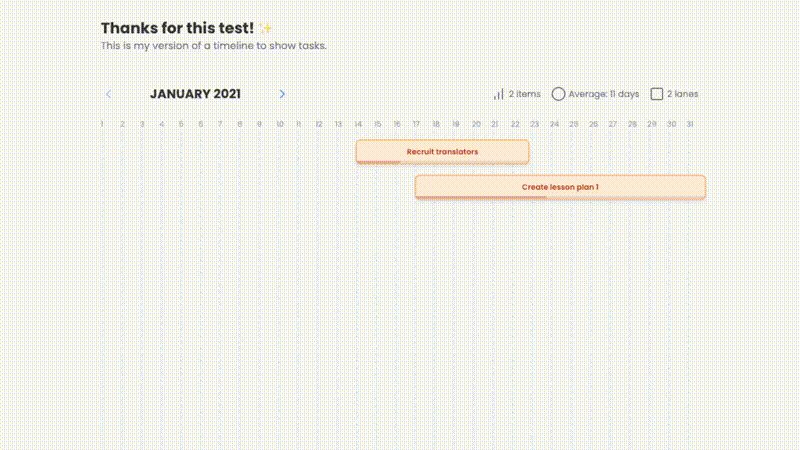 Thanks for this test! ✨
This is my version of a timeline to show tasks.
JANUARY 2021
2 items Average: 11 days 2 lanes
1 2 3 4 5 6 7 8 9 10 11 12 13 14 15 16 17 18 19 20 21 22 23 24 25 26 27 28 29 30 31
Recruit translators
Create lesson plan 1